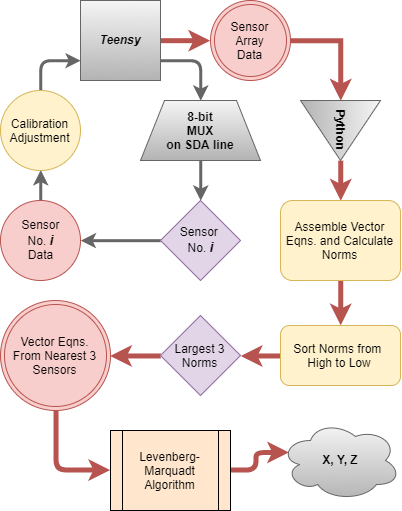 Teensy
Sensor
Array
Data
Calibration
Adjustment
8-bit
MUX
on SDA line
Python
Sensor
No. i
Data
Sensor
No. i
Assemble Vector
Eqns. and Calculate
Norms
Vector Eqns.
From Nearest 3
Sensors
Largest 3
Norms
Sort Norms from
High to Low
Levenberg-
Marquadt
Algorithm
X, Y, Z